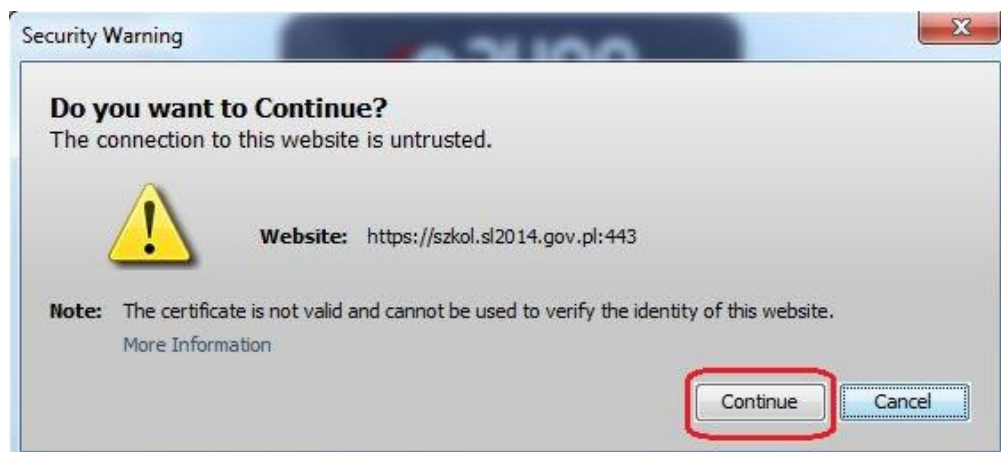 Security Warning
Do you want to Continue?
The connection to this website is untrusted.
Website: https://szkol.sl2014.gov.pl:443
Note: The certificate is not valid and cannot be used to verify the identity of this website.
More Information
Continue Cancel